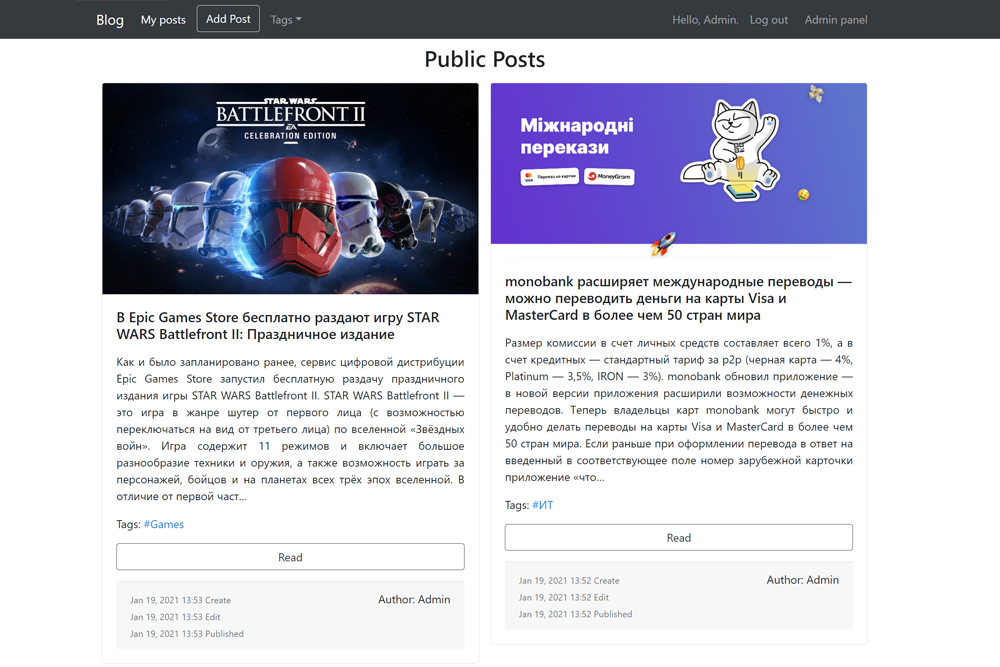 Blog My posts Add Post Tags Hello, Admin. Log out Admin panel
Public Posts
STAR WARS
BATTLEFRONT II
EA
CELEBRATION EDITION
В Epic Games Store бесплатно раздают игру STAR
WARS Battlefront II: Праздничное издание
Как и было запланировано ранее, сервис цифровой дистрибуции
Epic Games Store запустил бесплатную раздачу праздничного
издания игры STAR WARS Battlefront II. STAR WARS Battlefront II —
это игра в жанре шутер от первого лица (с возможностью
переключаться на вид от третьего лица) по вселенной «Звёздных
войн». Игра содержит 11 режимов и включает большое
разнообразие техники и оружия, а также возможность играть за
персонажей, бойцов и на планетах всех трёх эпох вселенной. В
отличие от первой част...
Tags: #Games
Read
Jan 19, 2021 13:53 Create
Jan 19, 2021 13:53 Edit
Jan 19, 2021 13:53 Published
Author: Admin
Міжнародні
перекази
VISA Переказ на картки MoneyGram
monobank расширяет международные переводы —
можно переводить деньги на карты Visa и
MasterCard в более чем 50 стран мира
Размер комиссии в счет личных средств составляет всего 1%, а в
счет кредитных — стандартный тариф за p2p (черная карта — 4%,
Platinum — 3,5%, IRON — 3%). monobank обновил приложение —
в новой версии приложения расширили возможности денежных
переводов. Теперь владельцы карт monobank могут быстро и
удобно делать переводы на карты Visa и MasterCard в более чем
50 стран мира. Если раньше при оформлении перевода в ответ на
введенный в соответствующее поле номер зарубежной карточки
приложение «что...
Tags: #ИТ
Read
Jan 19, 2021 13:52 Create
Jan 19, 2021 13:52 Edit
Jan 19, 2021 13:52 Published
Author: Admin